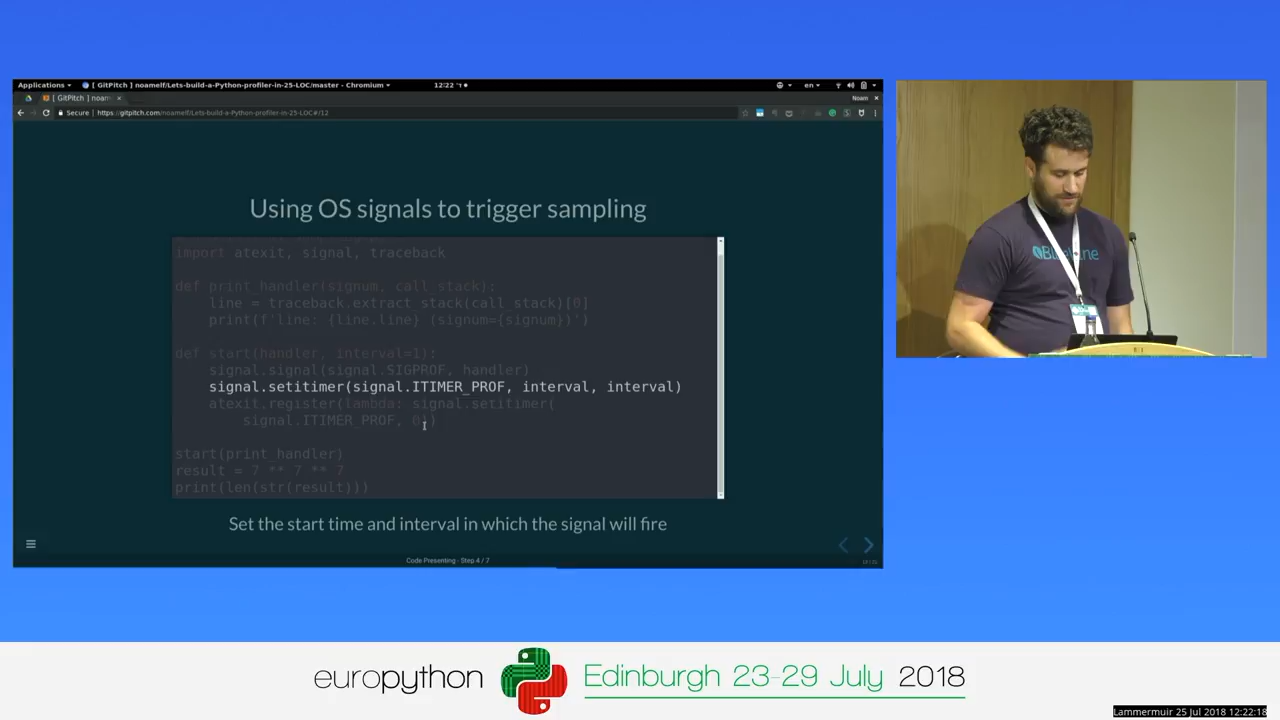 Applications
[ GitPitch ] noamelf/Lets-build-a-Python-profiler-in-25-LOC/master - Chromium
12:22
en
[ GitPitch ] noam
Noam
Secure
https://gitpitch.com/noamelf/Lets-build-a-Python-profiler-in-25-LOC#/12
Using OS signals to trigger sampling
import atexit, signal, traceback
def print_handler(signum, call_stack):
line = traceback.extract_stack(call_stack)[0]
print(f'line: {line.line} (signum={signum})')
def start(handler, interval=1):
signal.signal(signal.SIGPROF, handler)
signal.setitimer(signal.ITIMER_PROF, interval, interval)
atexit.register(lambda: signal.setitimer(
signal.ITIMER_PROF, 0))
start(print_handler)
result = 7 ** 7 ** 7
print(len(str(result)))
Set the start time and interval in which the signal will fire
Code Presenting - Step 4 / 7
europython
Edinburgh 23-29 July 2018
Lammermuir 25 Jul 2018 12:22:18